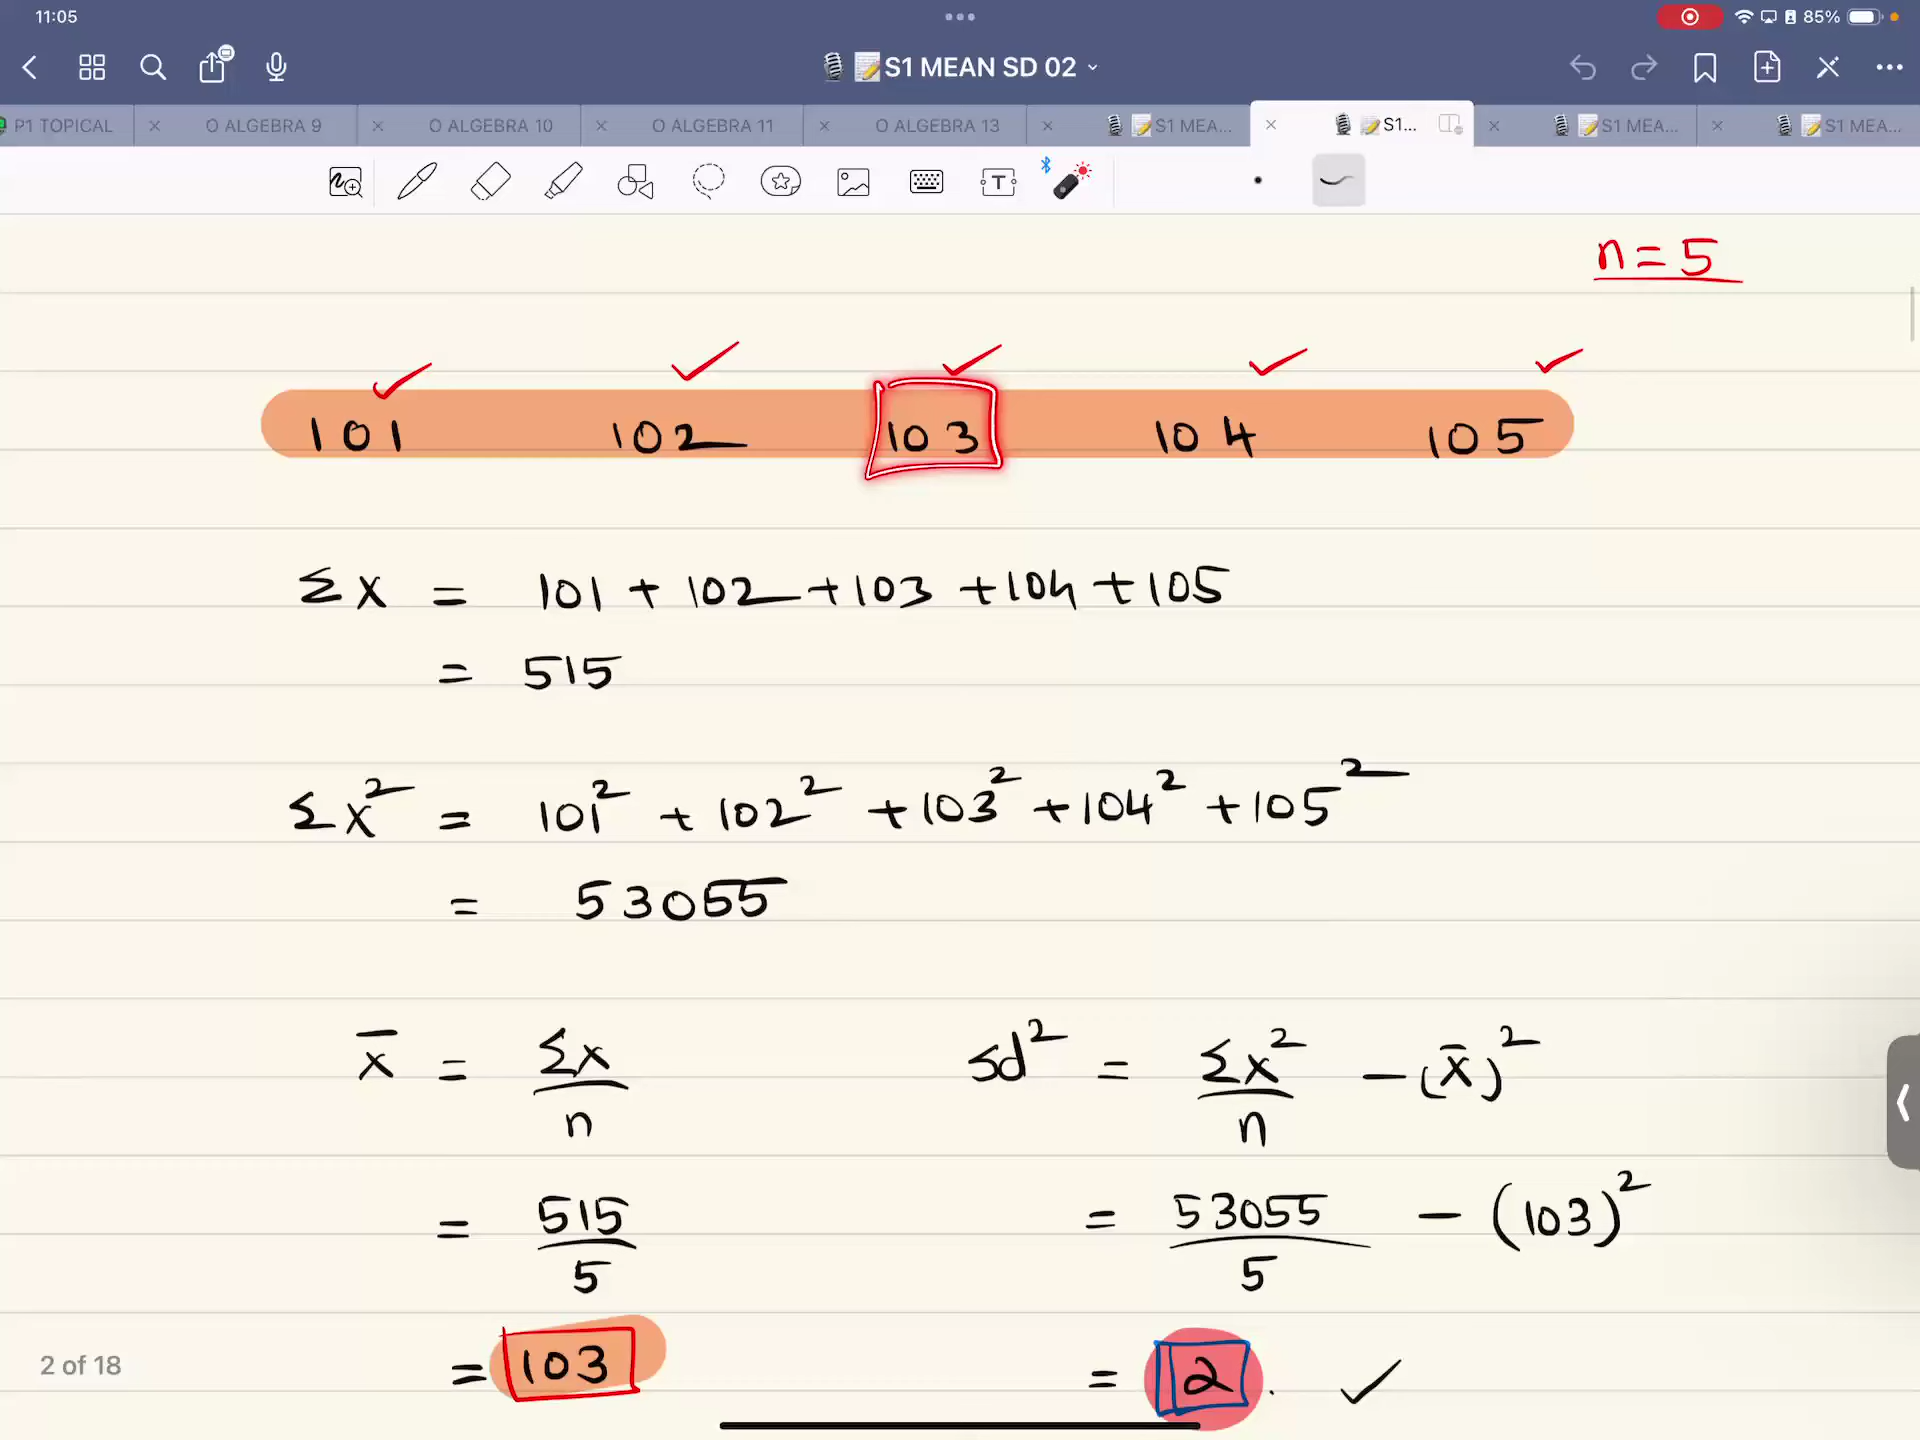 11:05
85%
S1 MEAN SD 02
P1 TOPICAL
O ALGEBRA 9
O ALGEBRA 10
O ALGEBRA 11
O ALGEBRA 13
S1 MEA...
S1...
S1 MEA...
S1 MEA...
n = 5
101 102 103 104 105
Σx = 101 + 102 + 103 + 104 + 105
= 515
Σx² = 101² + 102² + 103² + 104² + 105²
= 53055
x̄ = Σx/n
Sd² = Σx²/n - (x̄)²
= 515/5
= 53055/5 - (103)²
= 103
= 2.
2 of 18